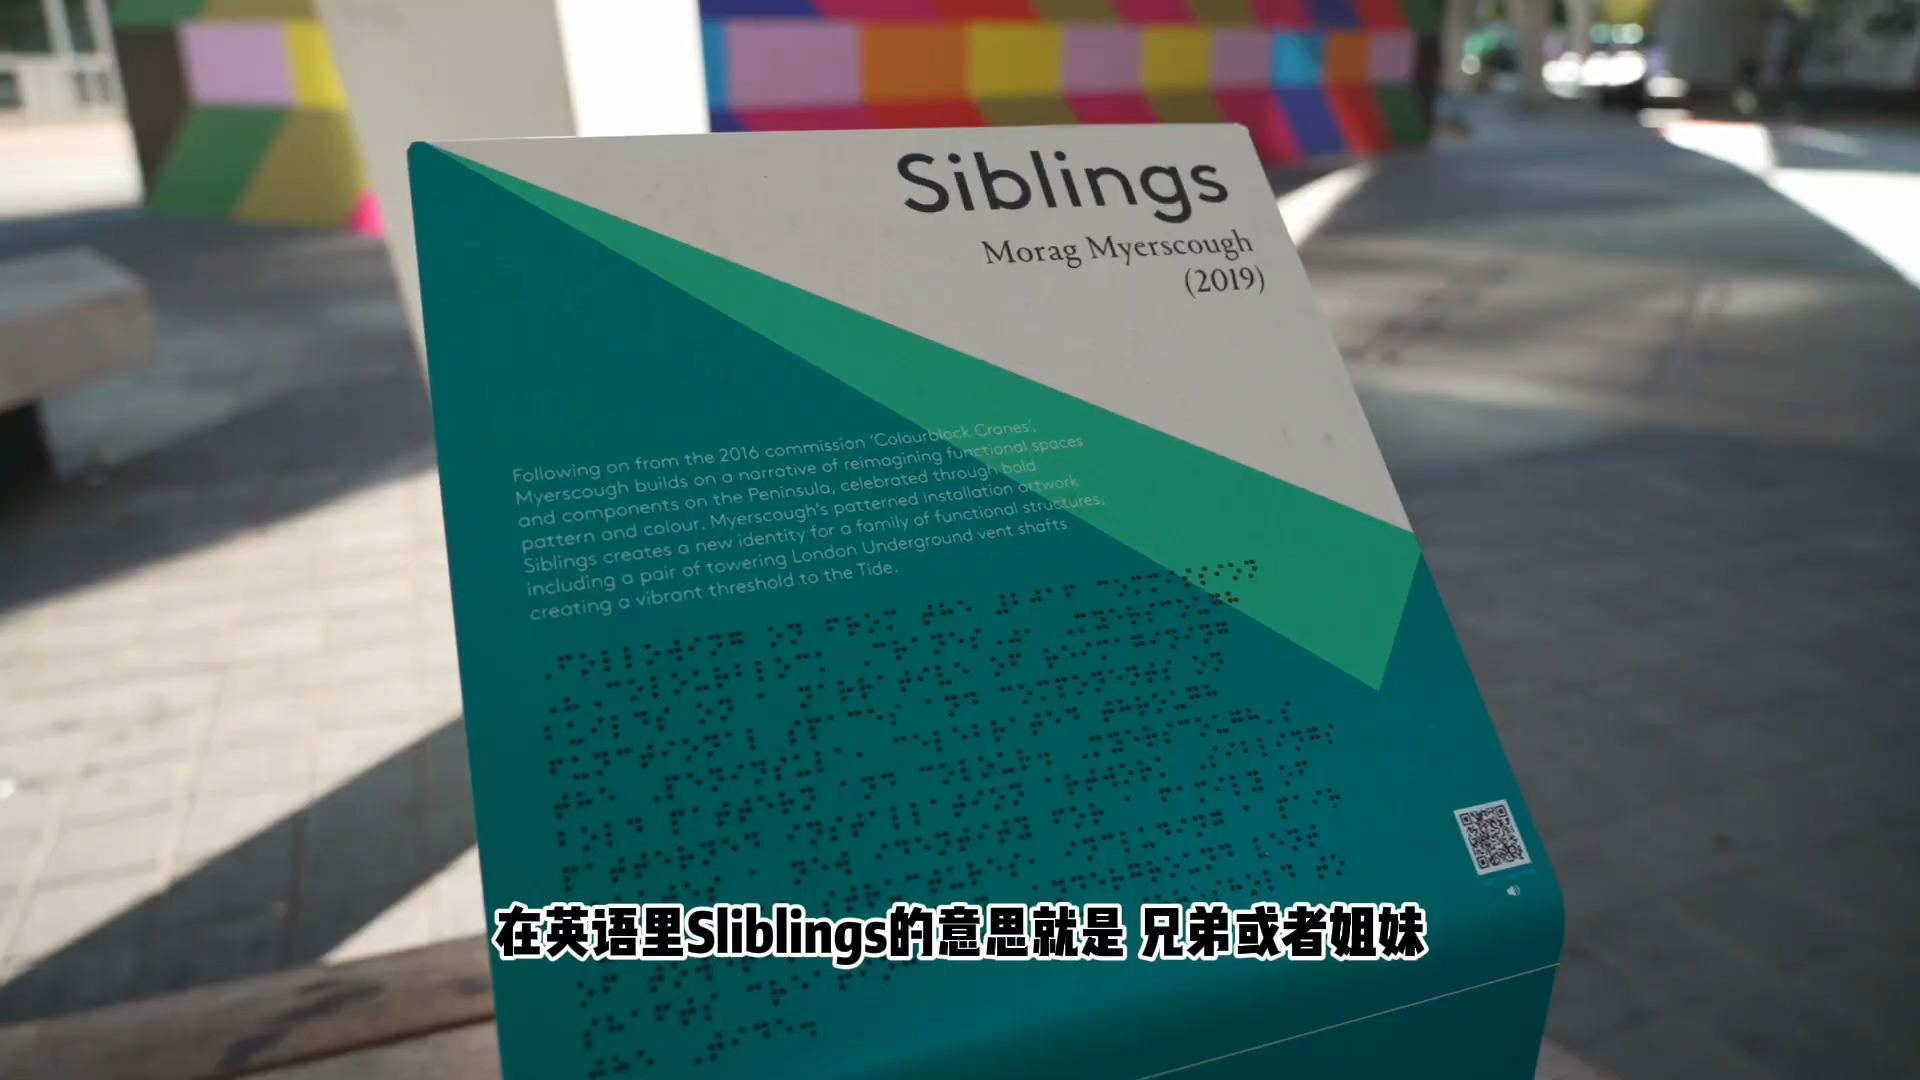 Siblings
Morag Myerscough
(2019)
Following on from the 2016 commission ‘Colourblock Cranes’,
Myerscough builds on a narrative of reimagining functional spaces
and components on the Peninsula, celebrated through bold
pattern and colour. Myerscough’s patterned installation artwork
Siblings creates a new identity for a family of functional structures,
including a pair of towering London Underground vent shafts
creating a vibrant threshold to the Tide.
在英语里Sliblings的意思就是 兄弟或者姐妹